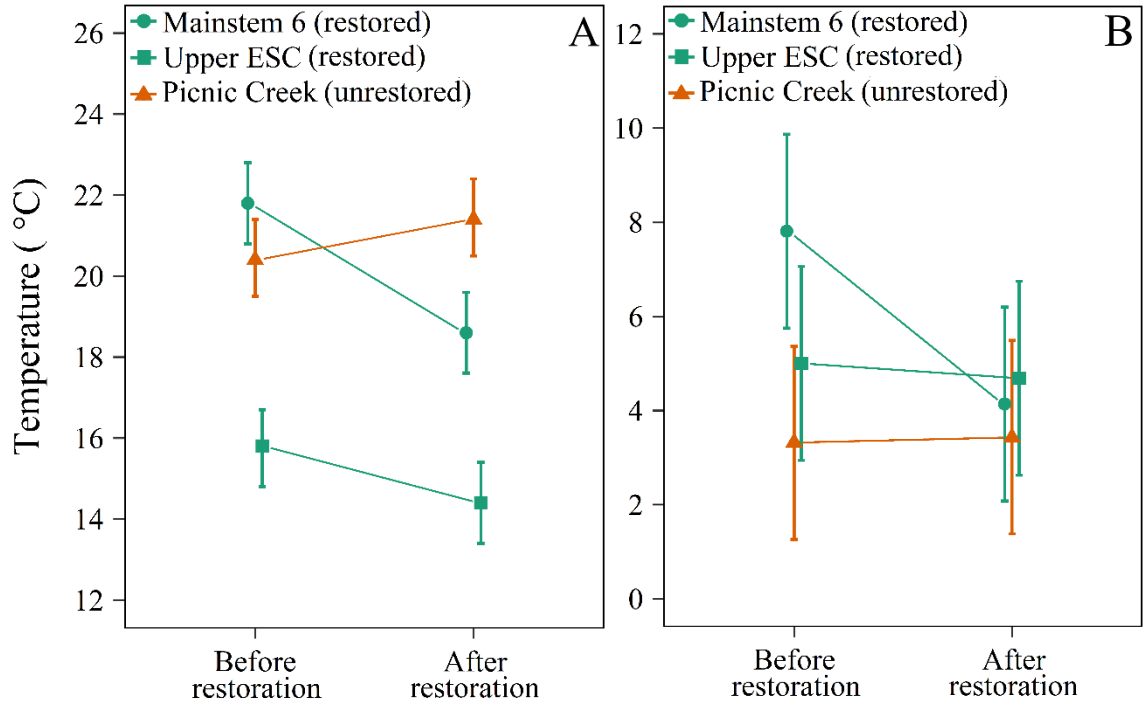 Temperature ( °C)
A
Mainstem 6 (restored)
Upper ESC (restored)
Picnic Creek (unrestored)
26
24
22
20
18
16
14
12
Before
restoration
After
restoration
B
Mainstem 6 (restored)
Upper ESC (restored)
Picnic Creek (unrestored)
12
10
8
6
4
2
0
Before
restoration
After
restoration